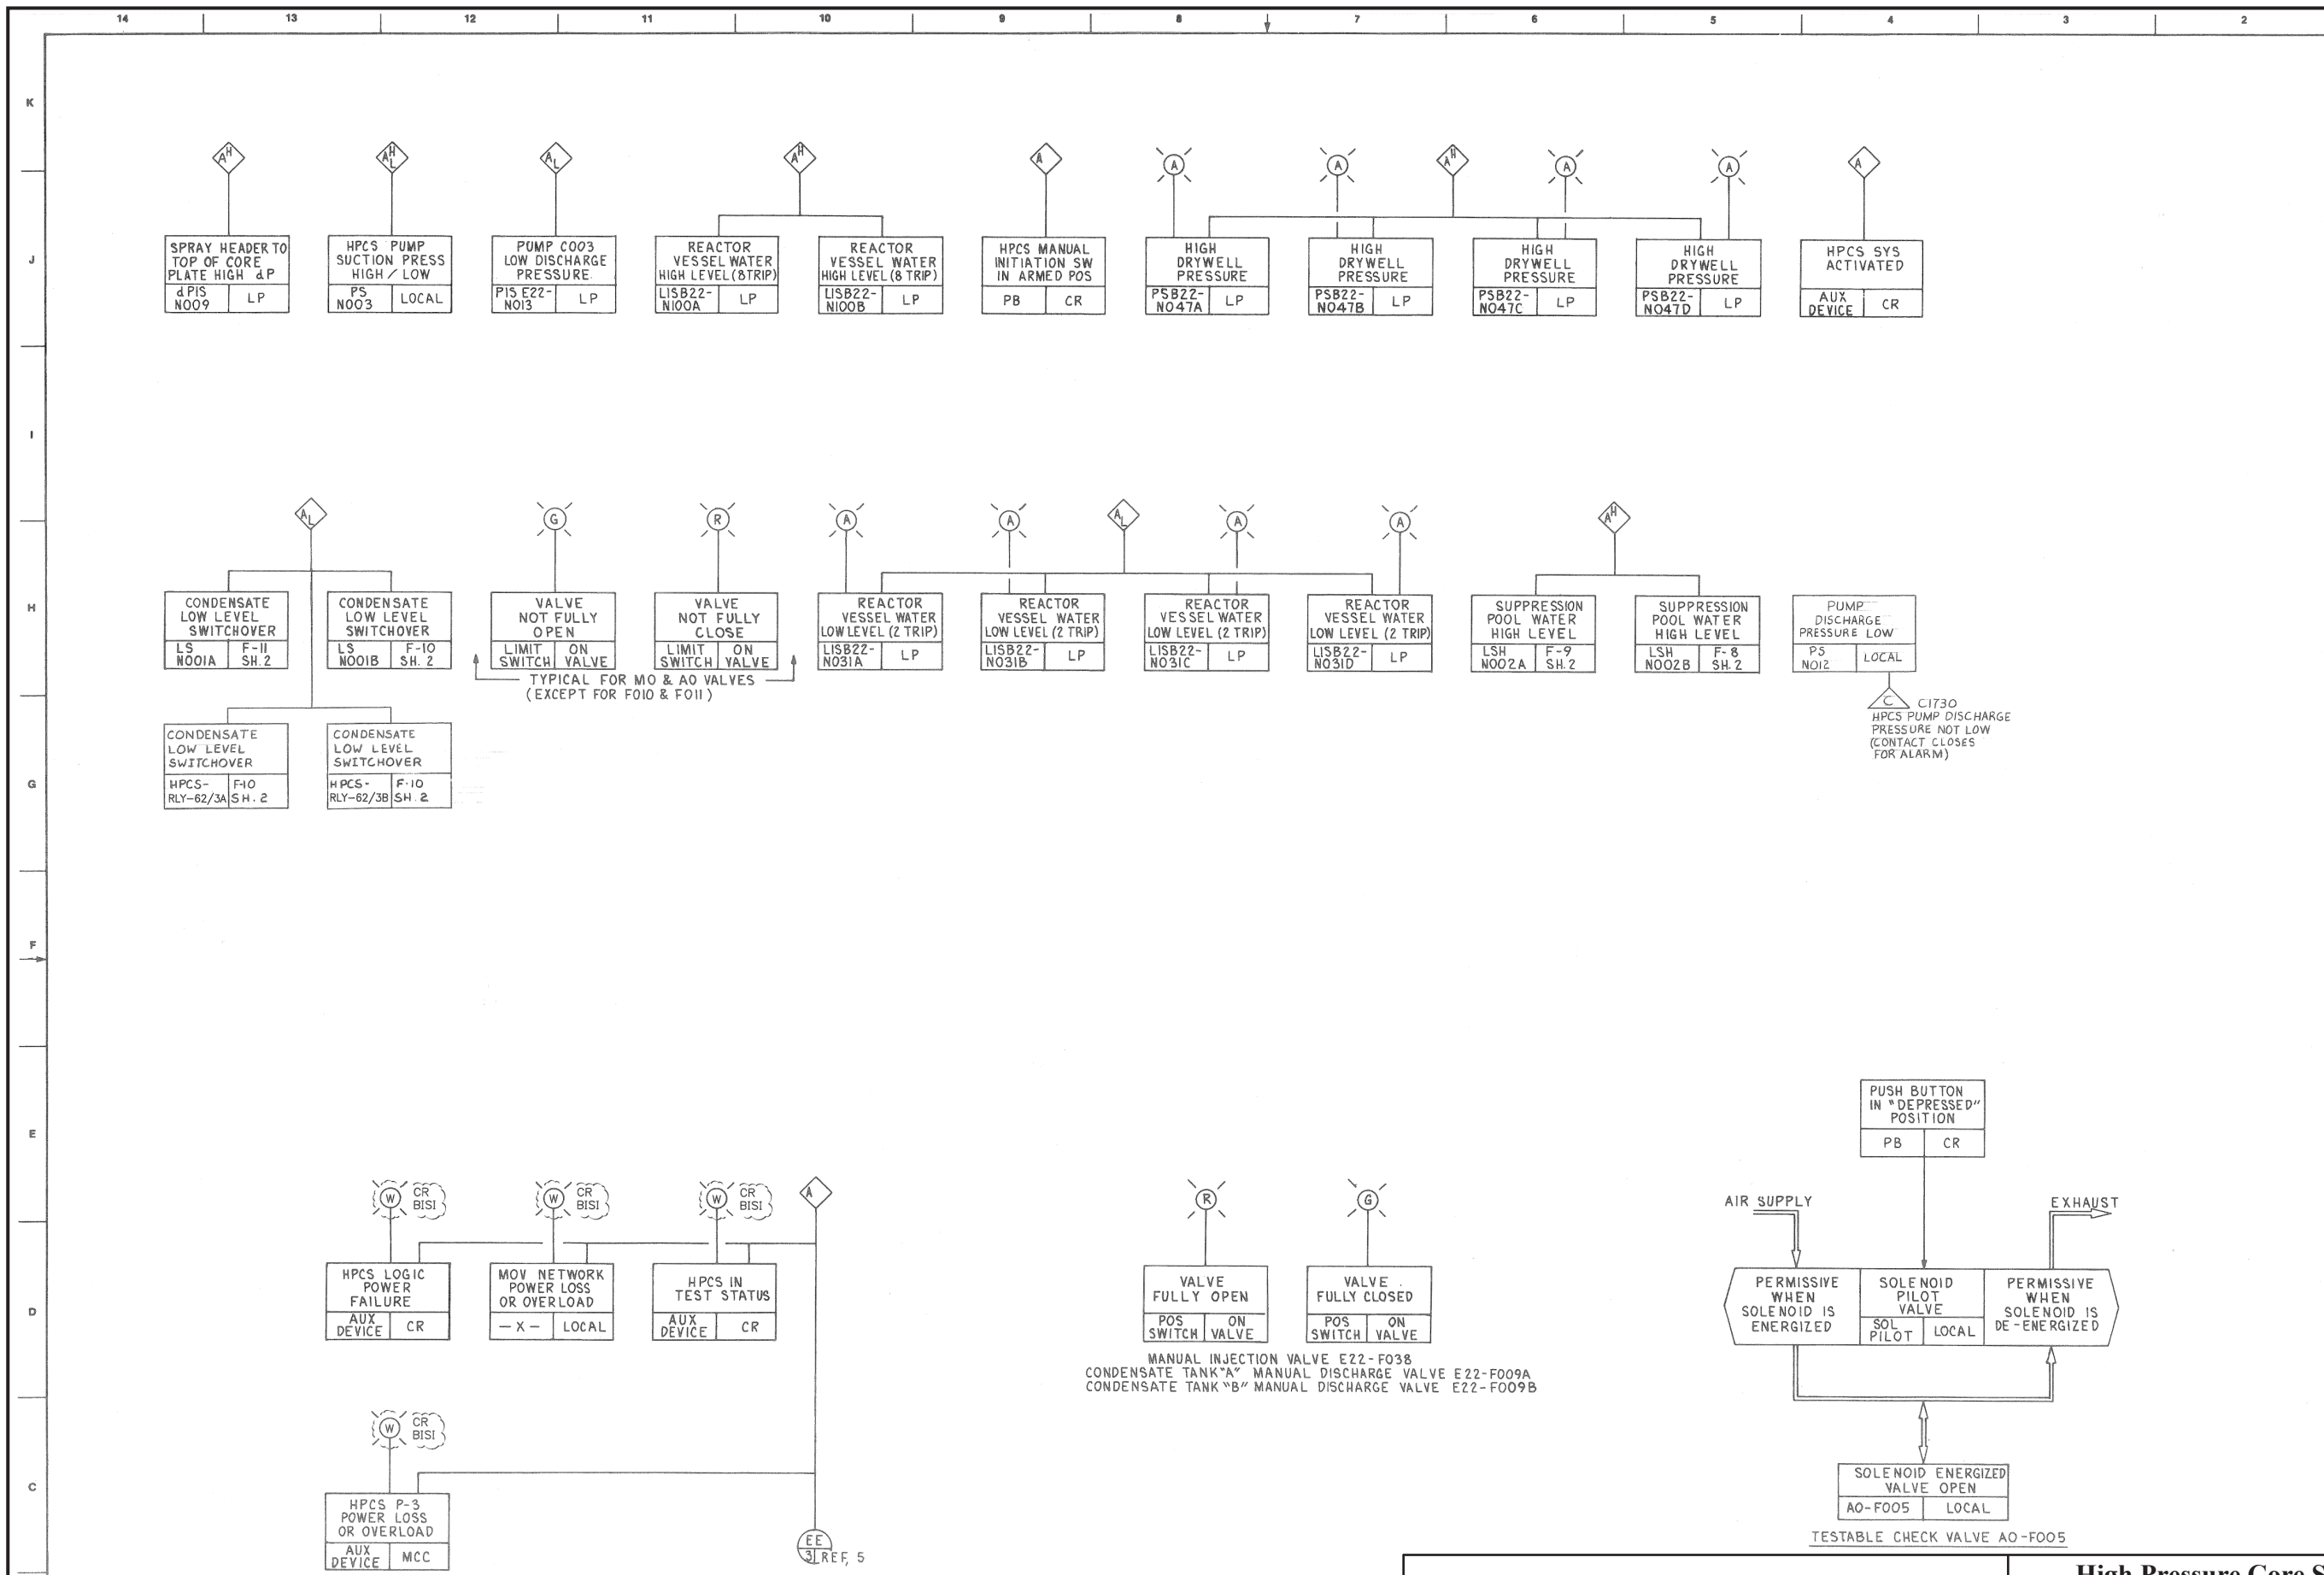 14 13 12 11 10 9 8 7 6 5 4 3 2
K
A H
A H L
A L
A H
A
A
A
A H
A
A
A
J
SPRAY HEADER TO
TOP OF CORE
PLATE HIGH dP
dPIS
N009
LP
HPCS PUMP
SUCTION PRESS
HIGH / LOW
PS
N003
LOCAL
PUMP C003
LOW DISCHARGE
PRESSURE
PIS E22-
N013
LP
REACTOR
VESSEL WATER
HIGH LEVEL (8 TRIP)
LISB22-
N100A
LP
REACTOR
VESSEL WATER
HIGH LEVEL (8 TRIP)
LISB22-
N100B
LP
HPCS MANUAL
INITIATION SW
IN ARMED POS
PB
CR
HIGH
DRYWELL
PRESSURE
PSB22-
N047A
LP
HIGH
DRYWELL
PRESSURE
PSB22-
N047B
LP
HIGH
DRYWELL
PRESSURE
PSB22-
N047C
LP
HIGH
DRYWELL
PRESSURE
PSB22-
N047D
LP
HPCS SYS
ACTIVATED
AUX
DEVICE
CR
I
A L
G
R
A
A
A L
A
A
A H
H
CONDENSATE
LOW LEVEL
SWITCHOVER
LS
N001A
F-11
SH.2
CONDENSATE
LOW LEVEL
SWITCHOVER
LS
N001B
F-10
SH. 2
VALVE
NOT FULLY
OPEN
LIMIT
SWITCH
ON
VALVE
VALVE
NOT FULLY
CLOSE
LIMIT
SWITCH
ON
VALVE
TYPICAL FOR MO & AO VALVES
(EXCEPT FOR F010 & F011)
REACTOR
VESSEL WATER
LOW LEVEL (2 TRIP)
LISB22-
N031A
LP
REACTOR
VESSEL WATER
LOW LEVEL (2 TRIP)
LISB22-
N031B
LP
REACTOR
VESSEL WATER
LOW LEVEL (2 TRIP)
LISB22-
N031C
LP
REACTOR
VESSEL WATER
LOW LEVEL (2 TRIP)
LISB22-
N031D
LP
SUPPRESSION
POOL WATER
HIGH LEVEL
LSH
N002A
F-9
SH.2
SUPPRESSION
POOL WATER
HIGH LEVEL
LSH
N002B
F-8
SH.2
PUMP
DISCHARGE
PRESSURE LOW
PS
N012
LOCAL
C
C1730
HPCS PUMP DISCHARGE
PRESSURE NOT LOW
(CONTACT CLOSES
FOR ALARM)
G
CONDENSATE
LOW LEVEL
SWITCHOVER
HPCS-
RLY-62/3A
F-10
SH. 2
CONDENSATE
LOW LEVEL
SWITCHOVER
HPCS-
RLY-62/3B
F-10
SH. 2
F
E
PUSH BUTTON
IN "DEPRESSED"
POSITION
PB
CR
W
CR
BISI
W
CR
BISI
W
CR
BISI
A
R
G
AIR SUPPLY
EXHAUST
D
HPCS LOGIC
POWER
FAILURE
AUX
DEVICE
CR
MOV NETWORK
POWER LOSS
OR OVERLOAD
— X —
LOCAL
HPCS IN
TEST STATUS
AUX
DEVICE
CR
VALVE
FULLY OPEN
POS
SWITCH
ON
VALVE
VALVE
FULLY CLOSED
POS
SWITCH
ON
VALVE
MANUAL INJECTION VALVE E22-F038
CONDENSATE TANK "A" MANUAL DISCHARGE VALVE E22-F009A
CONDENSATE TANK "B" MANUAL DISCHARGE VALVE E22-F009B
PERMISSIVE
WHEN
SOLENOID IS
ENERGIZED
SOLENOID
PILOT
VALVE
SOL
PILOT
LOCAL
PERMISSIVE
WHEN
SOLENOID IS
DE-ENERGIZED
W
CR
BISI
C
HPCS P-3
POWER LOSS
OR OVERLOAD
AUX
DEVICE
MCC
EE
3
REF, 5
SOLENOID ENERGIZED
VALVE OPEN
AO-F005
LOCAL
TESTABLE CHECK VALVE AO-F005
High Pressure Core S